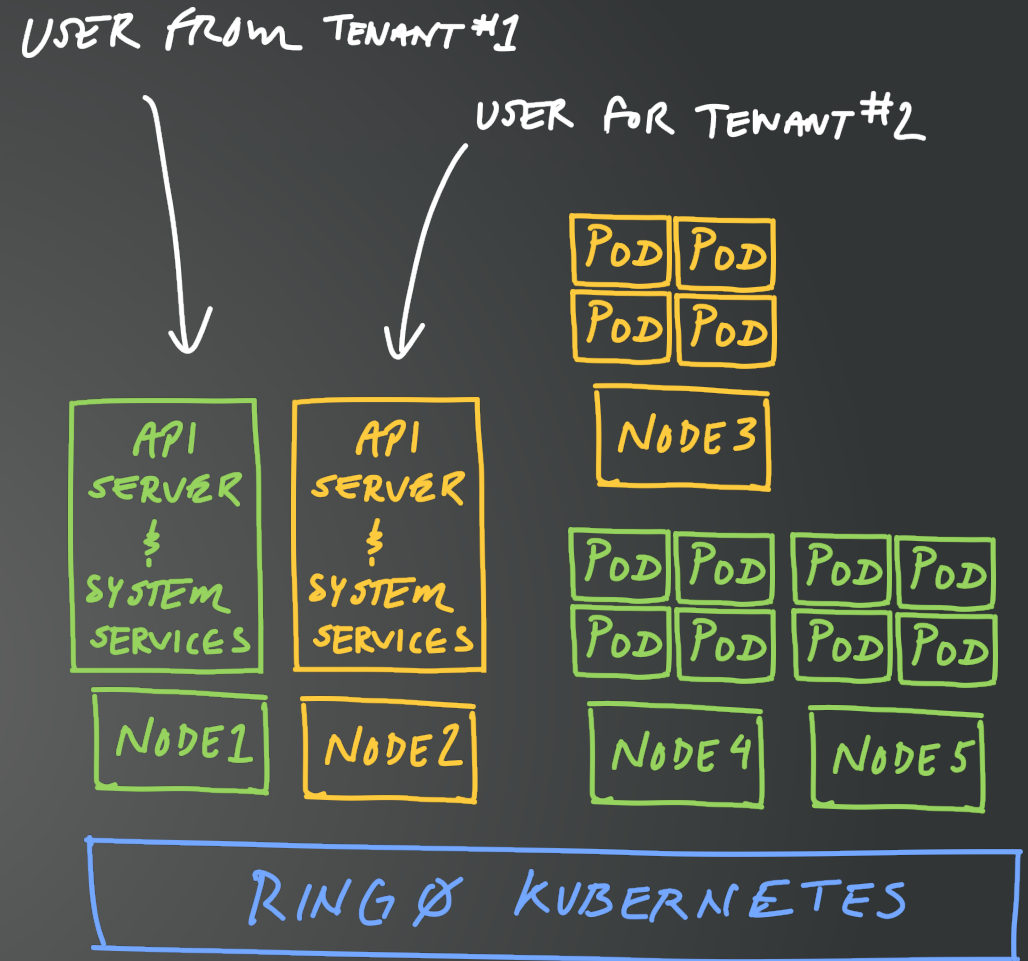 USER FROM TENANT #1
USER FOR TENANT #2
POD POD
POD POD
NODE 3
API
SERVER
&
SYSTEM
SERVICES
NODE 1
API
SERVER
&
SYSTEM
SERVICES
NODE 2
POD POD POD POD
POD POD POD POD
NODE 4
NODE 5
RING Ø KUBERNETES